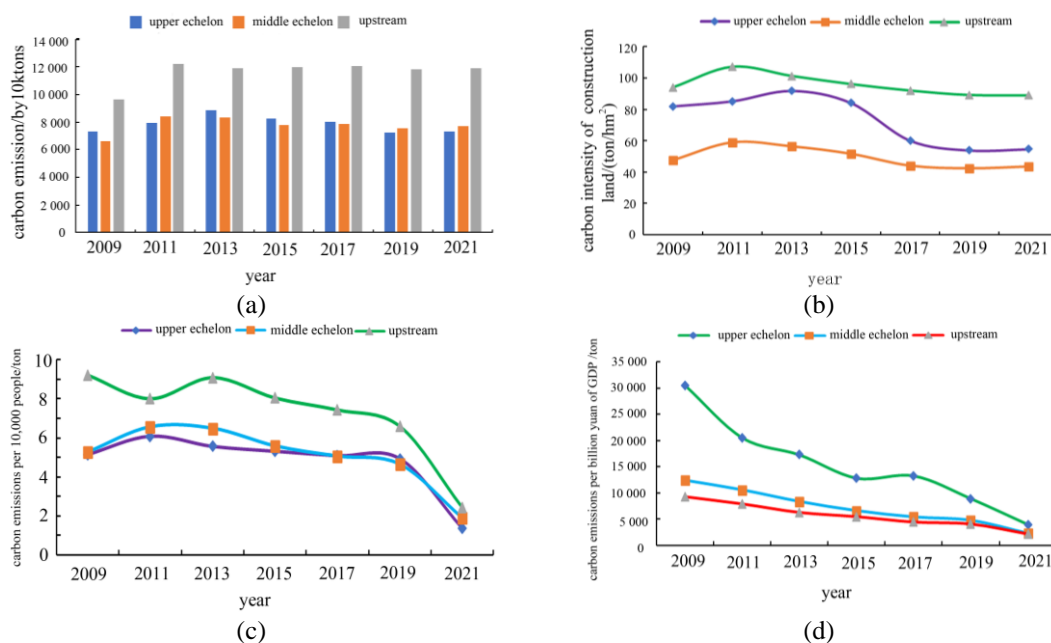 upper echelon middle echelon upstream
carbon emission/by10ktons
14 000
12 000
10 000
8 000
6 000
4 000
2 000
0
2009 2011 2013 2015 2017 2019 2021
year
(a)
upper echelon middle echelon upstream
carbon intensity of construction
land/(ton/hm²)
120
100
80
60
40
20
0
2009 2011 2013 2015 2017 2019 2021
year
(b)
upper echelon middle echelon upstream
carbon emissions per 10,000 people/ton
10
8
6
4
2
0
2009 2011 2013 2015 2017 2019 2021
year
(c)
upper echelon middle echelon upstream
carbon emissions per billion yuan of GDP /ton
35 000
30 000
25 000
20 000
15 000
10 000
5 000
0
2009 2011 2013 2015 2017 2019 2021
year
(d)